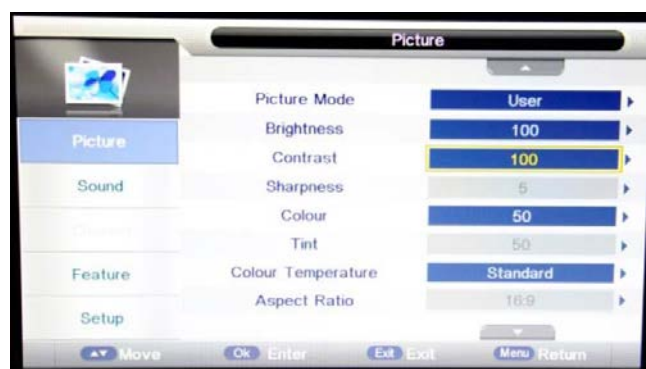 Picture
Picture Mode User
Brightness 100
Contrast 100
Sharpness 5
Colour 50
Tint 50
Colour Temperature Standard
Aspect Ratio 16:9
Picture
Sound
Feature
Setup
Move Ok Enter Exit Exit Menu Return